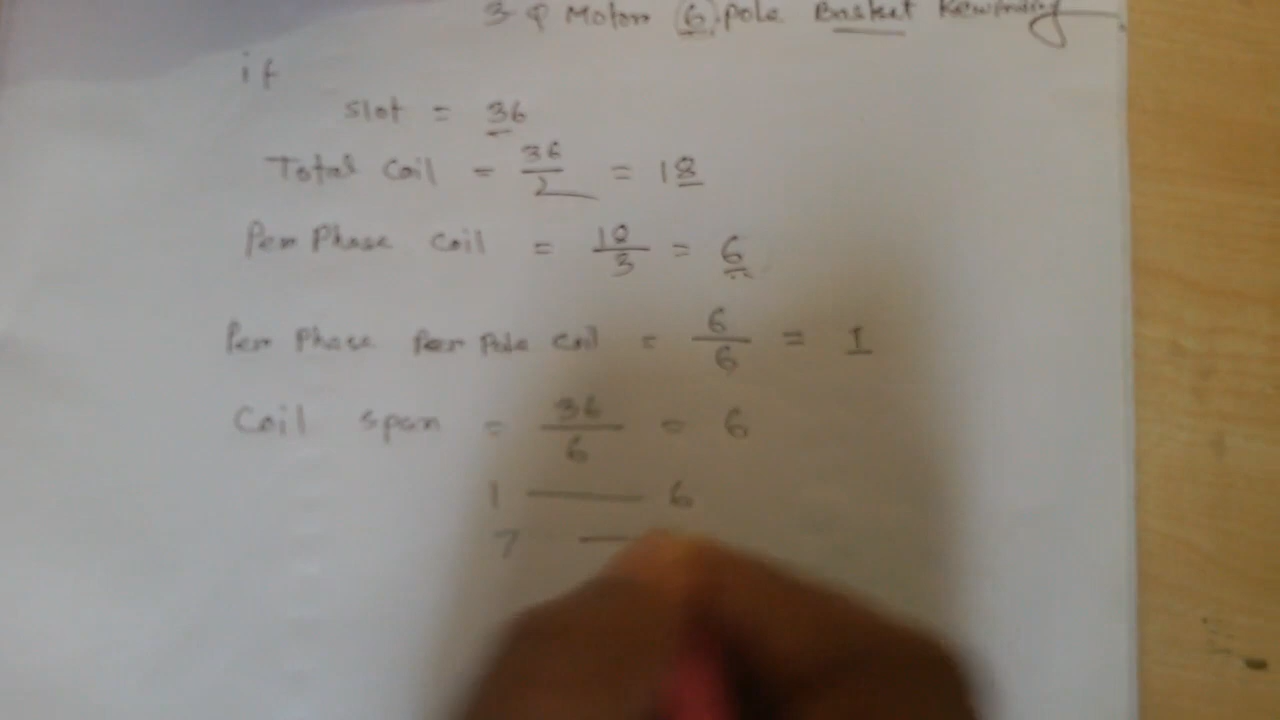 3 φ Motor (6) pole Basket Rewinding
if
slot = 36
Total Coil = 36/2 = 18
Per Phase Coil = 18/3 = 6
Per Phase Per Pole Coil = 6/6 = 1
Coil span = 36/6 = 6
1 — 6
7 —